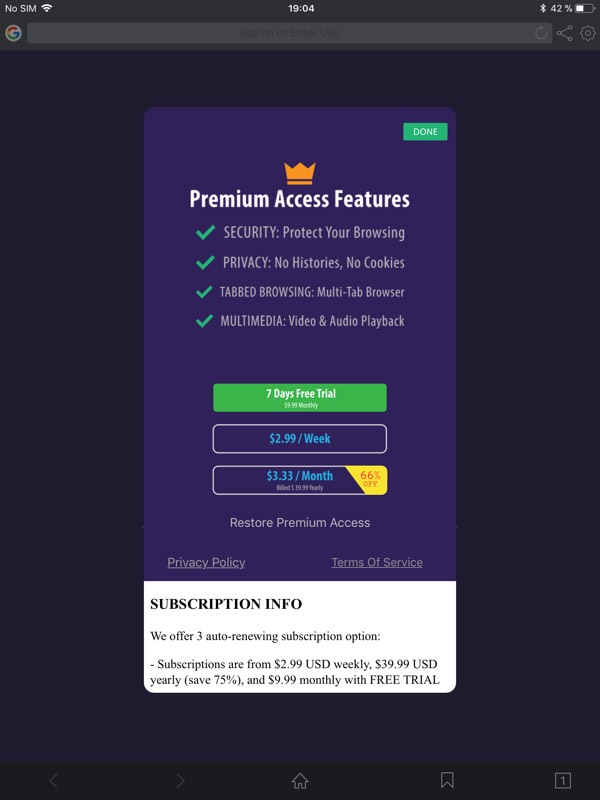 No SIM 19:04 42 %
Search or Enter URL
DONE
Premium Access Features
SECURITY: Protect Your Browsing
PRIVACY: No Histories, No Cookies
TABBED BROWSING: Multi-Tab Browser
MULTIMEDIA: Video & Audio Playback
7 Days Free Trial
$9.99 Monthly
$2.99 / Week
$3.33 / Month
Billed $ 39.99 Yearly
66%
OFF
Restore Premium Access
Privacy Policy Terms Of Service
SUBSCRIPTION INFO
We offer 3 auto-renewing subscription option:
- Subscriptions are from $2.99 USD weekly, $39.99 USD
yearly (save 75%), and $9.99 monthly with FREE TRIAL
1